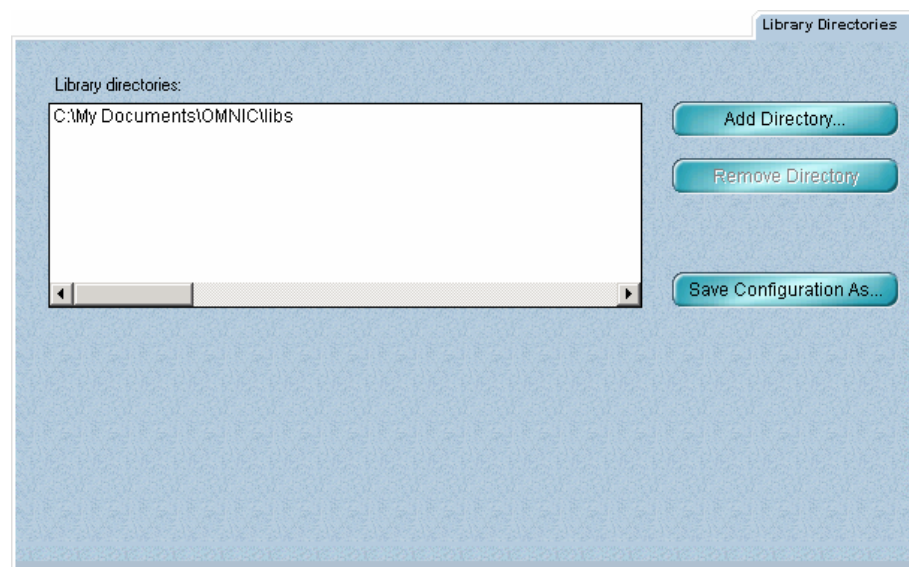 Library Directories
Library directories:
C:\My Documents\OMNIC\libs
Add Directory...
Remove Directory
Save Configuration As...